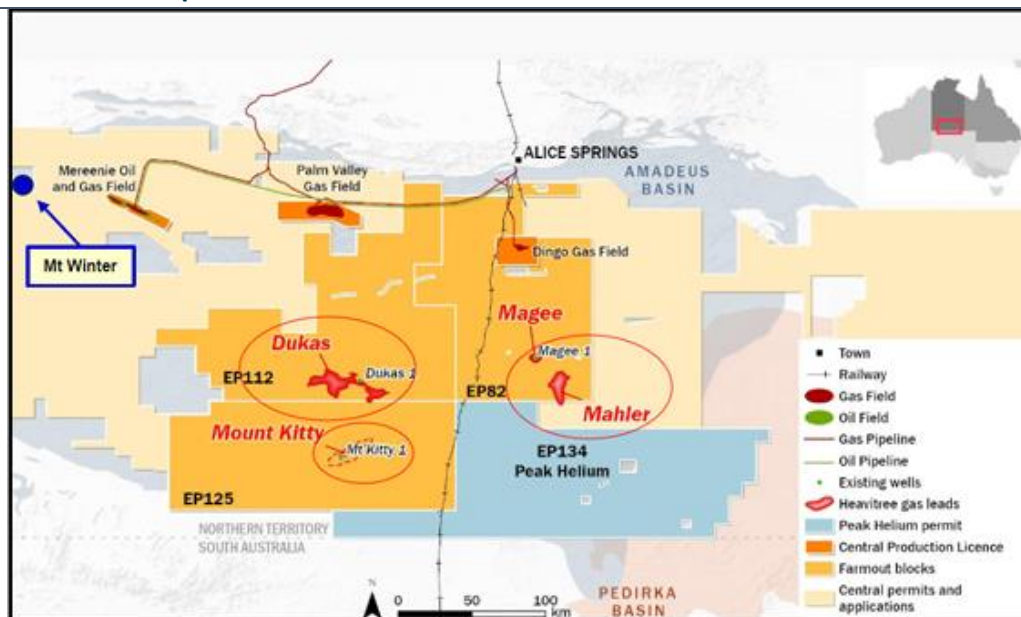 ALICE SPRINGS
AMADEUS
BASIN
Mereenie Oil
and Gas Field
Palm Valley
Gas Field
Mt Winter
Dingo Gas Field
Magee
Magee 1
Dukas
Dukas 1
EP112
EP82
Mahler
Mount Kitty
Mt Kitty 1
EP134
Peak Helium
EP125
NORTHERN TERRITORY
SOUTH AUSTRALIA
PEDIRKA
BASIN
N
0 50 100
km
Town
Railway
Gas Field
Oil Field
Gas Pipeline
Oil Pipeline
Existing wells
Heavitree gas leads
Peak Helium permit
Central Production Licence
Farmout blocks
Central permits and
applications